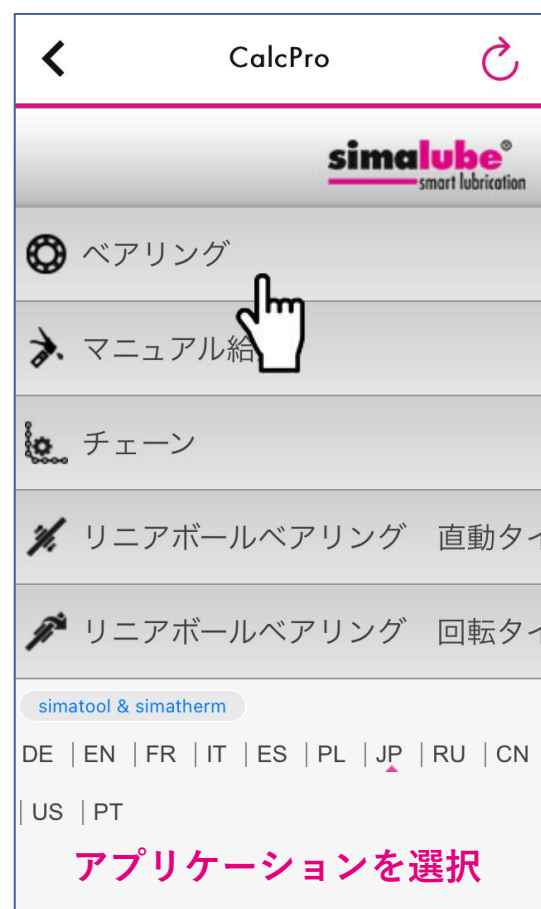 CalcPro
simalube®
smart lubrication
ベアリング
マニュアル給
チェーン
リニアボールベアリング 直動タイ
リニアボールベアリング 回転タイ
simatool & simatherm
DE | EN | FR | IT | ES | PL | JP | RU | CN
| US | PT
アプリケーションを選択